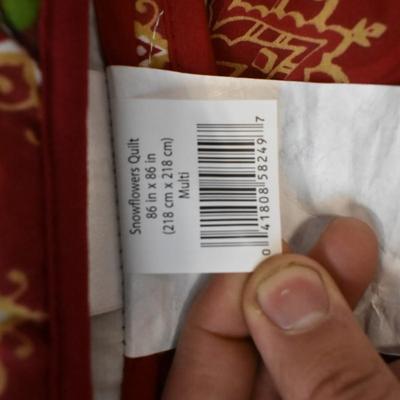 Snowflowers Quilt
86 in x 86 in
(218 cm x 218 cm)
Multi
0 41808 58249 7